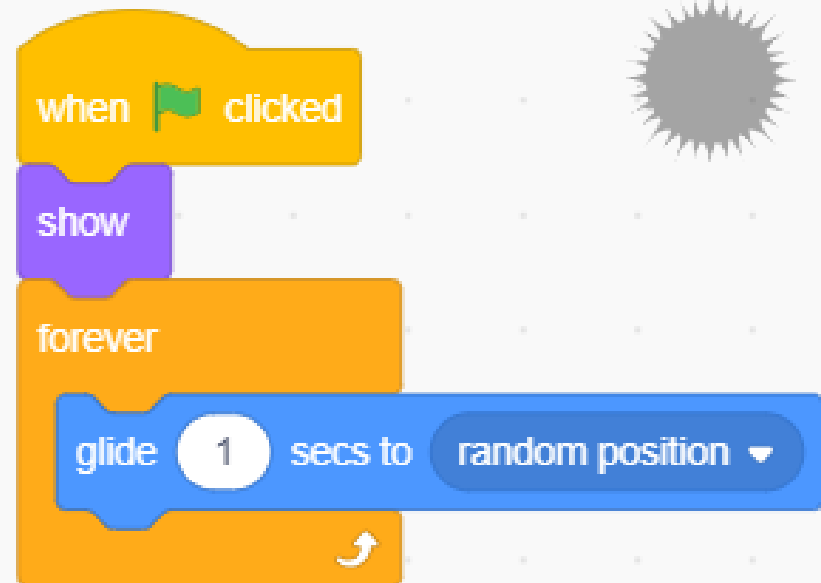 when clicked
show
forever
glide 1 secs to random position